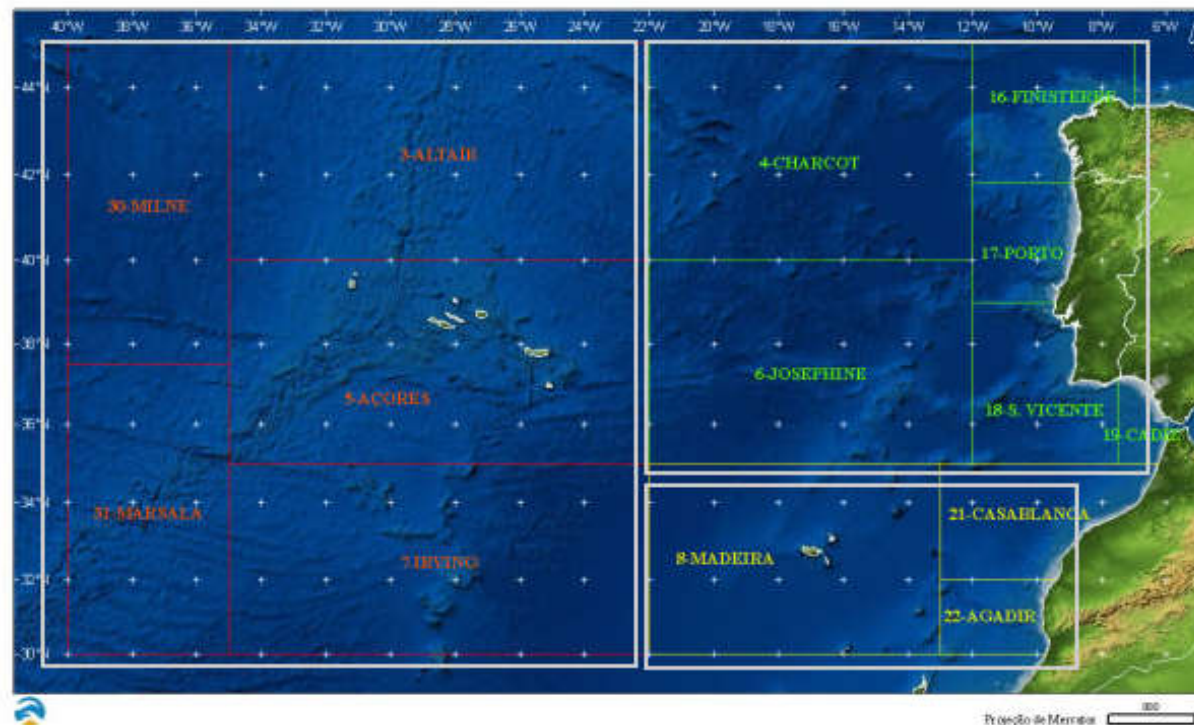 40°W 38°W 36°W 34°W 32°W 30°W 28°W 26°W 24°W 22°W 20°W 18°W 16°W 14°W 12°W 10°W 8°W 6°W
44°N
16-FINISTERRE
3-ALTAIR
4-CHARCOT
42°N
30-MILNE
17-PORTO
40°N
38°N
6-JOSEPHINE
5-AÇORES
18-S. VICENTE
36°N
19-CADIZ
34°N
31-MARSALA
21-CASABLANCA
7-IRVING
8-MADEIRA
32°N
22-AGADIR
30°N
Projeção de Mercator